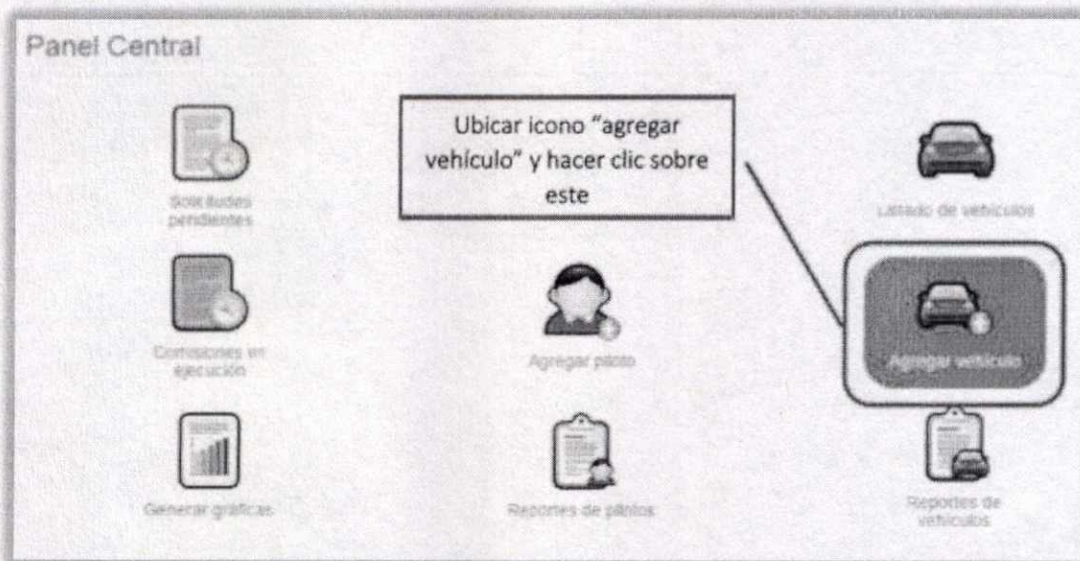 Panel Central
Ubicar icono "agregar
vehículo" y hacer clic sobre
este
Solicitudes
pendientes
Listado de vehículos
Comisiones en
ejecución
Agregar piloto
Agregar vehículo
Generar gráficas
Reportes de pilotos
Reportes de
vehículos